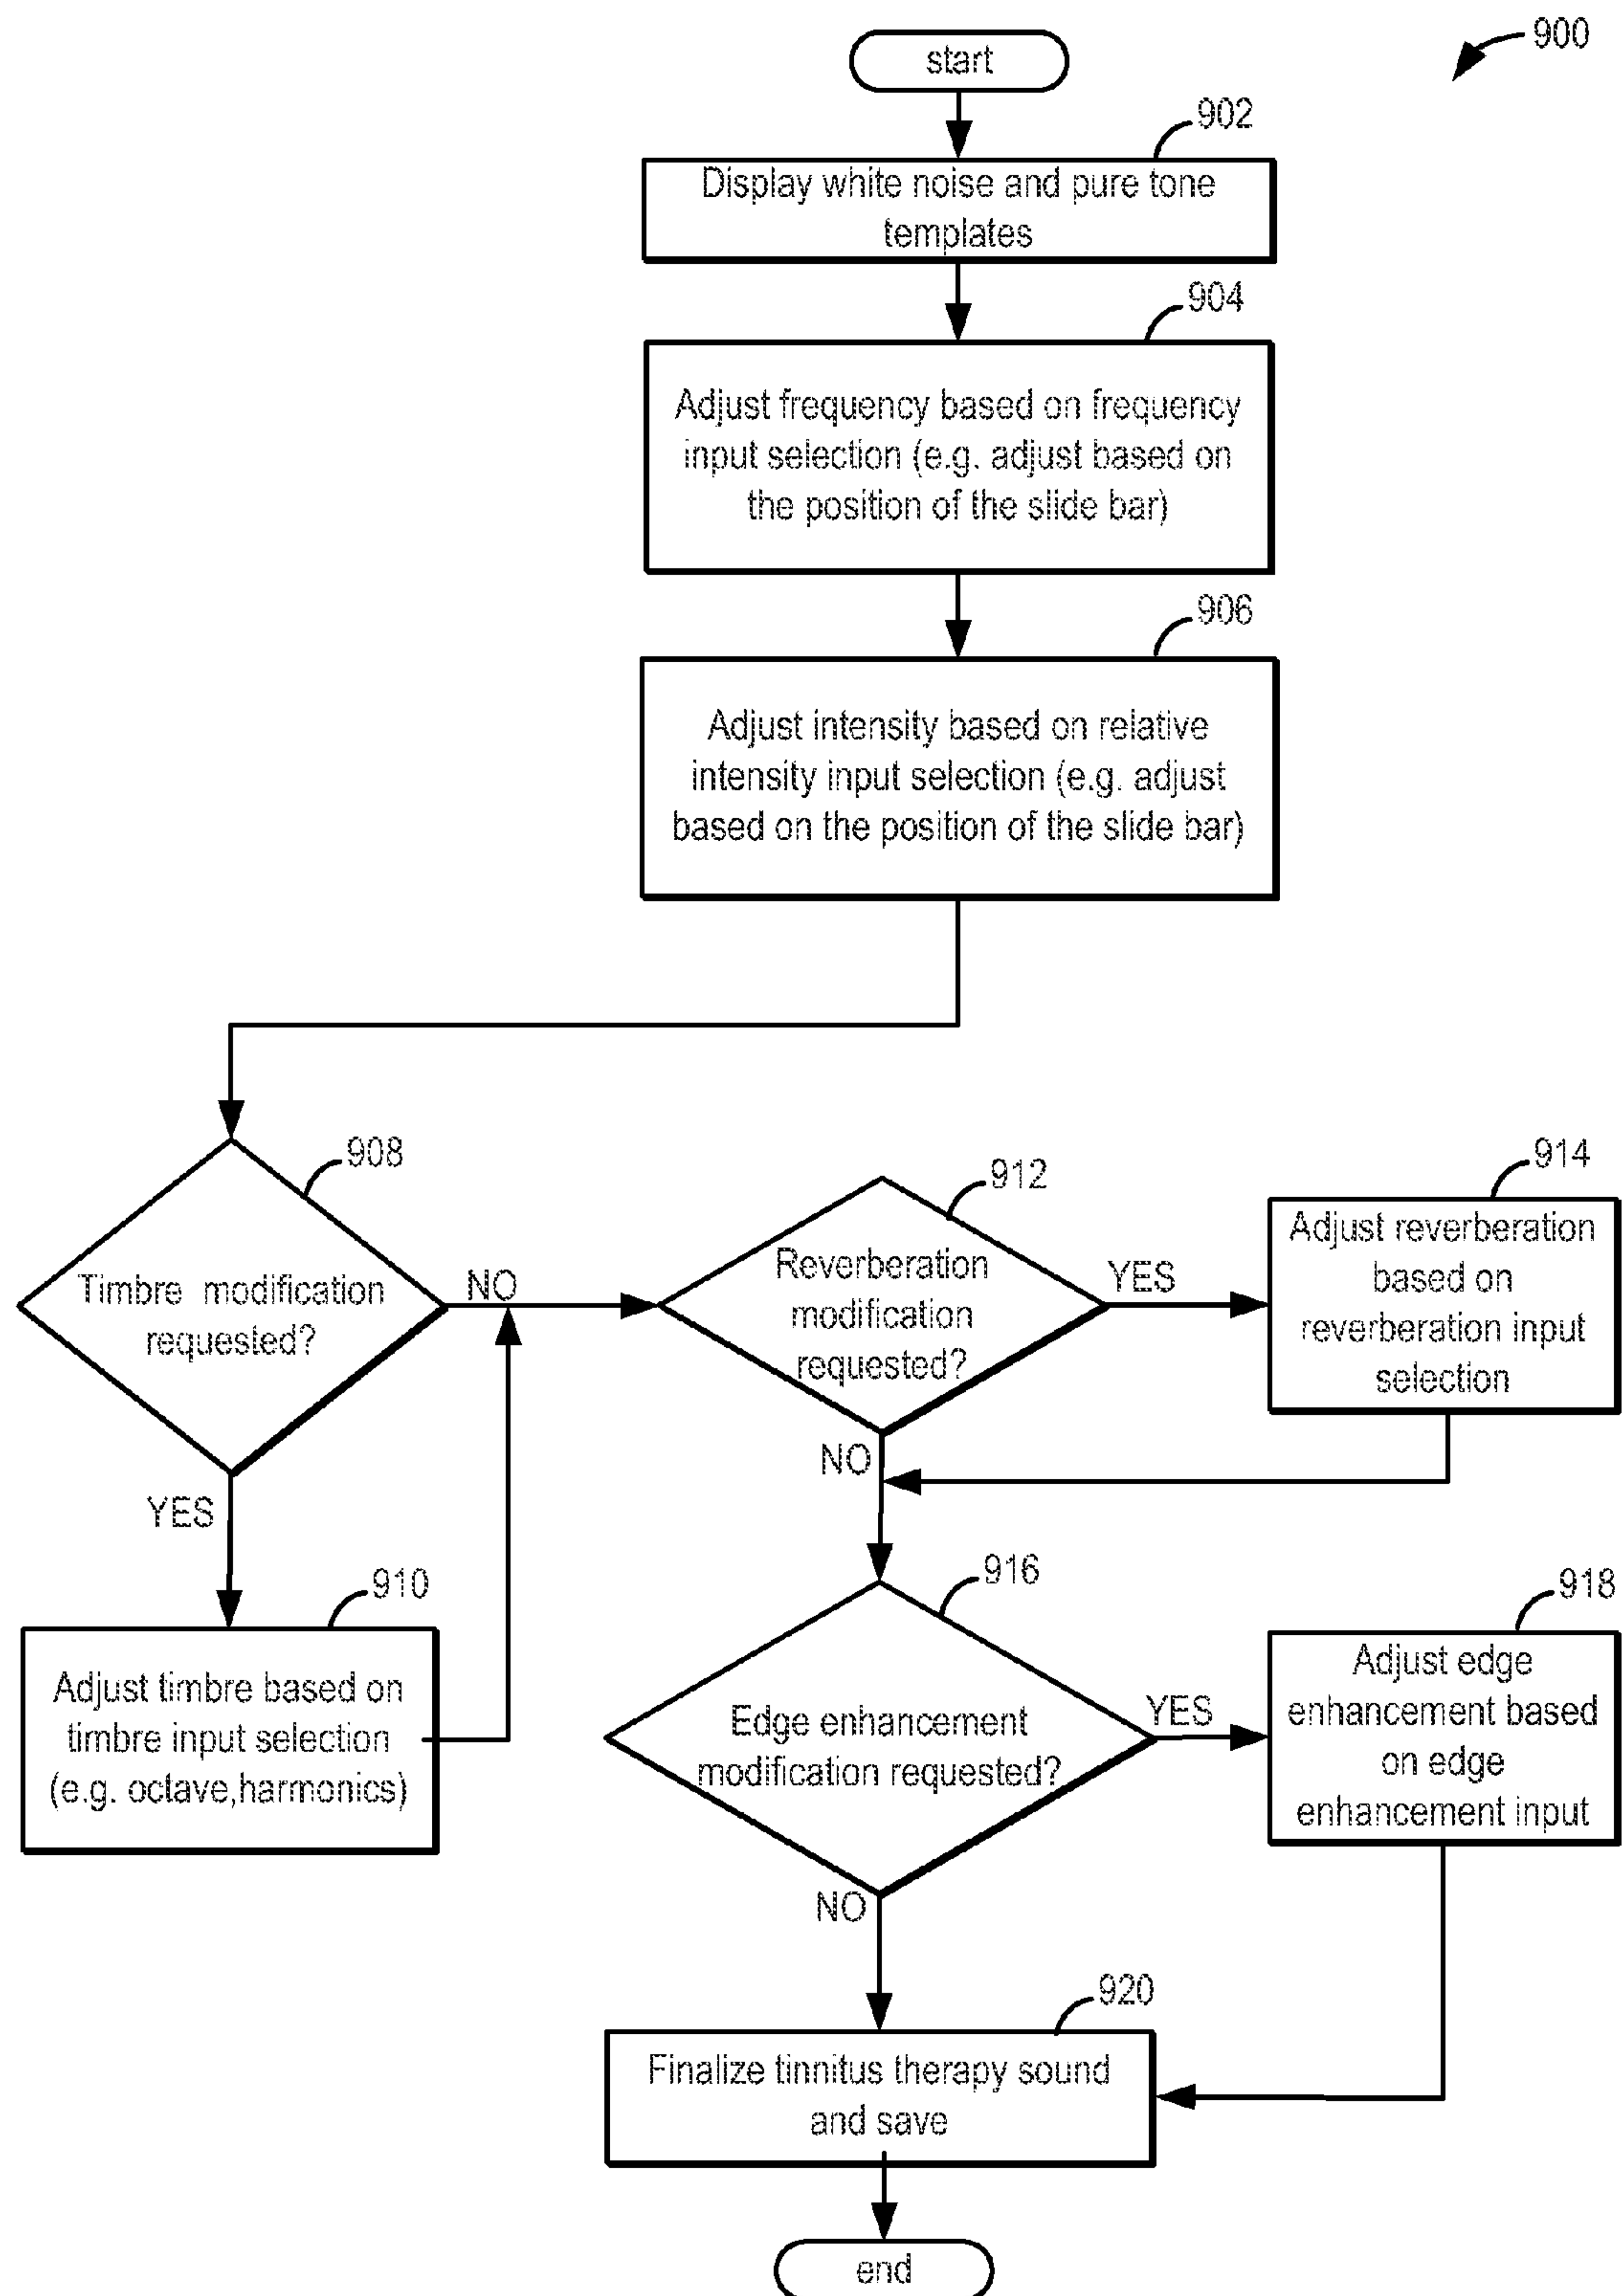 900
start
902
Display white noise and pure tone
templates
904
Adjust frequency based on frequency
input selection (e.g. adjust based on
the position of the slide bar)
906
Adjust intensity based on relative
intensity input selection (e.g. adjust
based on the position of the slide bar)
908
Timbre modification
requested?
NO
YES
910
Adjust timbre based on
timbre input selection
(e.g. octave,harmonics)
912
Reverberation
modification
requested?
YES
NO
914
Adjust reverberation
based on
reverberation input
selection
916
Edge enhancement
modification requested?
YES
NO
918
Adjust edge
enhancement based
on edge
enhancement input
920
Finalize tinnitus therapy sound
and save
end